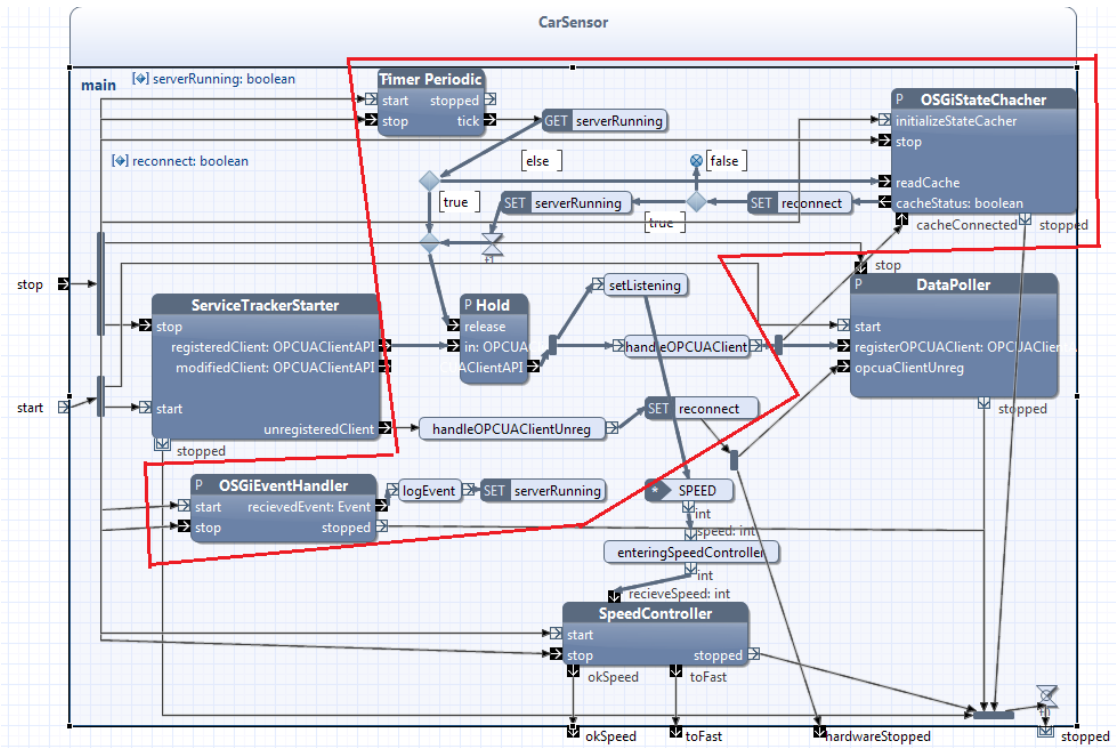 CarSensor
main
serverRunning: boolean
reconnect: boolean
Timer Periodic
start stopped
stop tick
GET serverRunning
else
false
true
SET serverRunning
true
SET reconnect
P OSGiStateChacher
initializeStateCacher
stop
readCache
cacheStatus: boolean
cacheConnected stopped
stop
stop
ServiceTrackerStarter
stop
registeredClient: OPCUAClientAPI
modifiedClient: OPCUAClientAPI
start
unregisteredClient
stopped
start
P Hold
release
in: OPCUA
AClientAPI
setListening
handleOPCUAClient
P DataPoller
start
registerOPCUAClient: OPCUAClien
opcuaClientUnreg
stopped
handleOPCUAClientUnreg
SET reconnect
P OSGiEventHandler
start recievedEvent: Event
stop stopped
logEvent
SET serverRunning
SPEED
int
speed: int
enteringSpeedController
int
recieveSpeed: int
SpeedController
start
stop stopped
okSpeed toFast
okSpeed
toFast
hardwareStopped
stopped